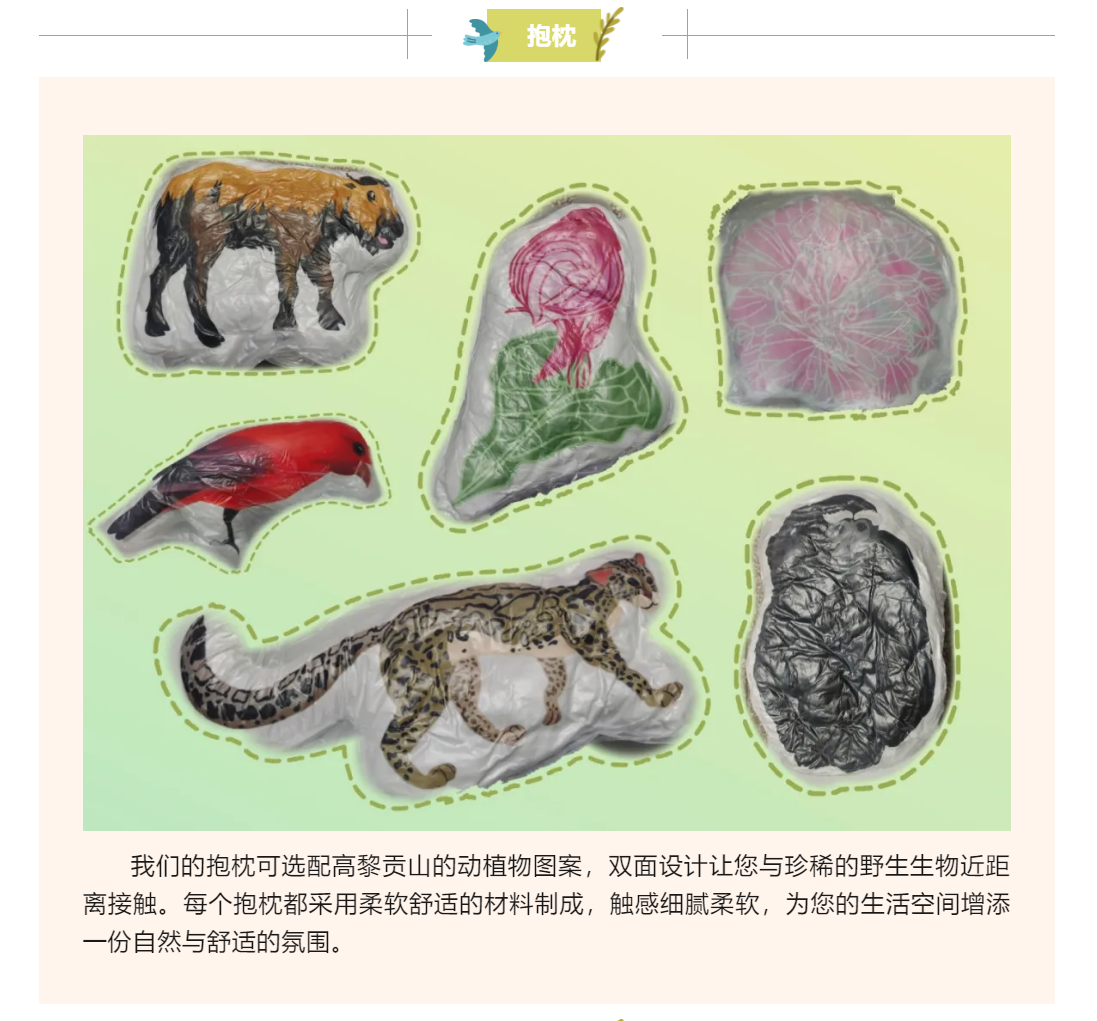 抱枕
我们的抱枕可选配高黎贡山的动植物图案，双面设计让您与珍稀的野生生物近距
离接触。每个抱枕都采用柔软舒适的材料制成，触感细腻柔软，为您的生活空间增添
一份自然与舒适的氛围。